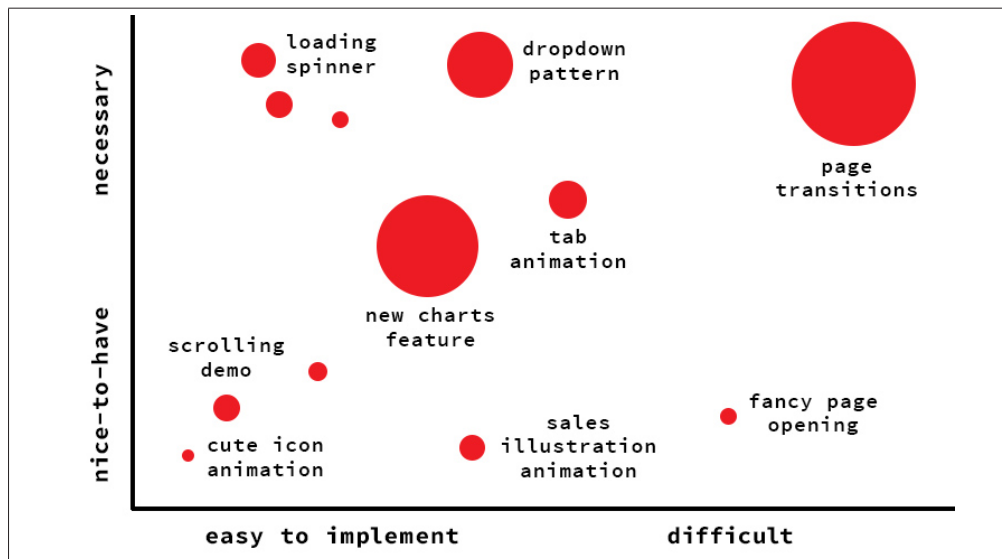 loading
spinner
dropdown
pattern
necessary
page
transitions
tab
animation
new charts
feature
nice-to-have
scrolling
demo
fancy page
opening
sales
illustration
animation
cute icon
animation
easy to implement
difficult